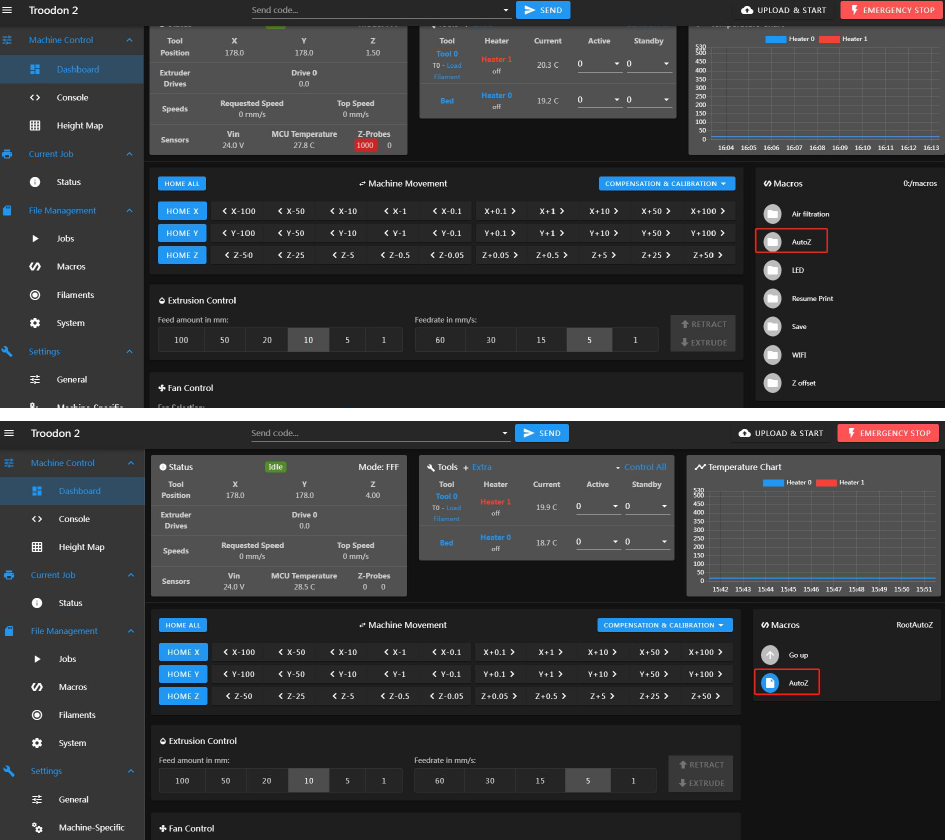 Troodon 2
Send code...
SEND
UPLOAD & START
EMERGENCY STOP
Machine Control
Dashboard
Console
Height Map
Current Job
Status
File Management
Jobs
Macros
Filaments
System
Settings
General
Machine-Specific
Tool Position X Y Z
178.0 178.0 1.50
Extruder Drives Drive 0
0.0
Speeds Requested Speed Top Speed
0 mm/s 0 mm/s
Sensors Vin MCU Temperature Z-Probes
24.0 V 27.8 C 1000 0
Tool Heater Current Active Standby
Tool 0
T0 - Load Filament
Heater 1
off
20.3 C 0 0
Bed Heater 0
off
19.2 C 0 0
Heater 0 Heater 1
530
500
450
400
350
300
250
200
150
100
50
0
16:04 16:05 16:06 16:07 16:08 16:09 16:10 16:11 16:12 16:13
HOME ALL
Machine Movement
COMPENSATION & CALIBRATION
HOME X X-100 X-50 X-10 X-1 X-0.1 X+0.1 X+1 X+10 X+50 X+100
HOME Y Y-100 Y-50 Y-10 Y-1 Y-0.1 Y+0.1 Y+1 Y+10 Y+50 Y+100
HOME Z Z-50 Z-25 Z-5 Z-0.5 Z-0.05 Z+0.05 Z+0.5 Z+5 Z+25 Z+50
Extrusion Control
Feed amount in mm: Feedrate in mm/s:
100 50 20 10 5 1 60 30 15 5 1
RETRACT
EXTRUDE
Fan Control
Macros 0:/macros
Air filtration
AutoZ
LED
Resume Print
Save
WIFI
Z offset
Troodon 2
Send code...
SEND
UPLOAD & START
EMERGENCY STOP
Machine Control
Dashboard
Console
Height Map
Current Job
Status
File Management
Jobs
Macros
Filaments
System
Settings
General
Machine-Specific
Status Idle Mode: FFF
Tool Position X Y Z
178.0 178.0 4.00
Extruder Drives Drive 0
0.0
Speeds Requested Speed Top Speed
0 mm/s 0 mm/s
Sensors Vin MCU Temperature Z-Probes
24.0 V 28.5 C 0 0
Tools + Extra Control All
Tool Heater Current Active Standby
Tool 0
T0 - Load Filament
Heater 1
off
19.9 C 0 0
Bed Heater 0
off
18.7 C 0 0
Temperature Chart
Heater 0 Heater 1
530
500
450
400
350
300
250
200
150
100
50
0
15:42 15:43 15:44 15:45 15:46 15:47 15:48 15:49 15:50 15:51
HOME ALL
Machine Movement
COMPENSATION & CALIBRATION
HOME X X-100 X-50 X-10 X-1 X-0.1 X+0.1 X+1 X+10 X+50 X+100
HOME Y Y-100 Y-50 Y-10 Y-1 Y-0.1 Y+0.1 Y+1 Y+10 Y+50 Y+100
HOME Z Z-50 Z-25 Z-5 Z-0.5 Z-0.05 Z+0.05 Z+0.5 Z+5 Z+25 Z+50
Extrusion Control
Feed amount in mm: Feedrate in mm/s:
100 50 20 10 5 1 60 30 15 5 1
RETRACT
EXTRUDE
Fan Control
Macros RootAutoZ
Go up
AutoZ